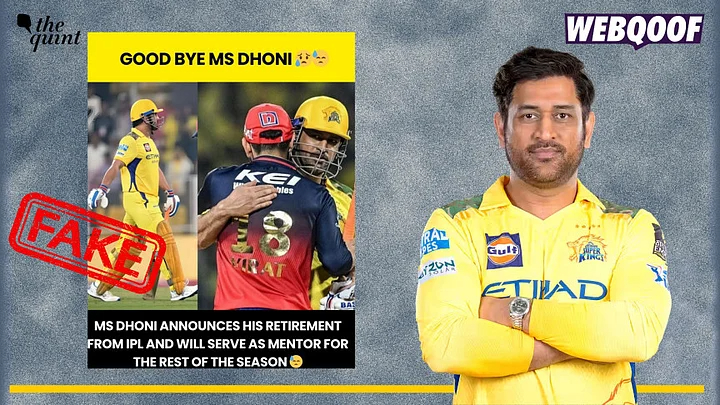 the quint
WEBQOOF
GOOD BYE MS DHONI 😥😓
FAKE
KEI
18
VIRAT
MS DHONI ANNOUNCES HIS RETIREMENT
FROM IPL AND WILL SERVE AS MENTOR FOR
THE REST OF THE SEASON 😓
Gulf
SUPER KINGS
ETIHAD